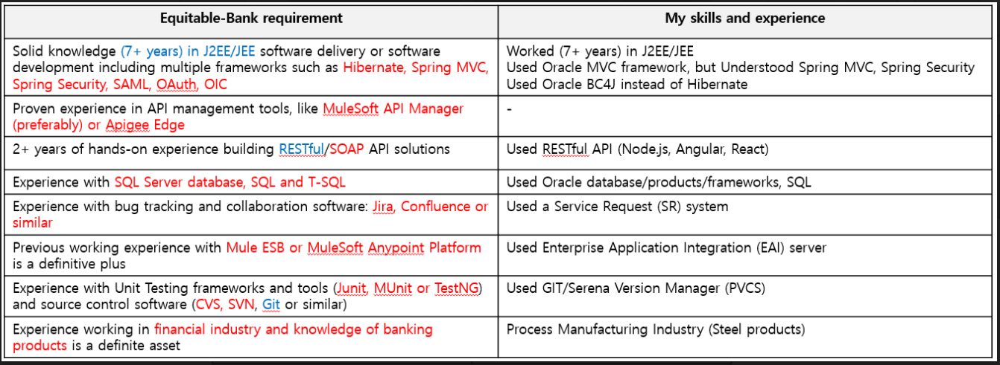 Equitable-Bank requirement
My skills and experience
Solid knowledge (7+ years) in J2EE/JEE software delivery or software
development including multiple frameworks such as Hibernate, Spring MVC,
Spring Security, SAML, OAuth, OIC
Worked (7+ years) in J2EE/JEE
Used Oracle MVC framework, but Understood Spring MVC, Spring Security
Used Oracle BC4J instead of Hibernate
Proven experience in API management tools, like MuleSoft API Manager
(preferably) or Apigee Edge
-
2+ years of hands-on experience building RESTful/SOAP API solutions
Used RESTful API (Node.js, Angular, React)
Experience with SQL Server database, SQL and T-SQL
Used Oracle database/products/frameworks, SQL
Experience with bug tracking and collaboration software: Jira, Confluence or
similar
Used a Service Request (SR) system
Previous working experience with Mule ESB or MuleSoft Anypoint Platform
is a definitive plus
Used Enterprise Application Integration (EAI) server
Experience with Unit Testing frameworks and tools (Junit, MUnit or TestNG)
and source control software (CVS, SVN, Git or similar)
Used GIT/Serena Version Manager (PVCS)
Experience working in financial industry and knowledge of banking
products is a definite asset
Process Manufacturing Industry (Steel products)